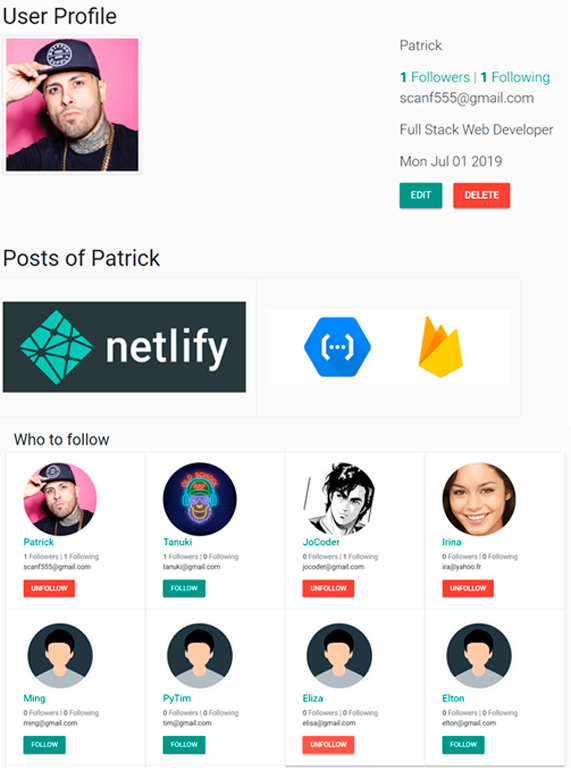 User Profile
Patrick
1 Followers | 1 Following
scanf555@gmail.com
Full Stack Web Developer
Mon Jul 01 2019
EDIT DELETE
Posts of Patrick
netlify
Who to follow
Patrick Tanuki JoCoder Irina
1 Followers | 1 Following 1 Followers | 0 Following 0 Followers | 1 Following 0 Followers | 0 Following
scanf555@gmail.com tanuki@gmail.com jocoder@gmail.com ira@yahoo.fr
UNFOLLOW FOLLOW UNFOLLOW UNFOLLOW
Ming PyTim Eliza Elton
0 Followers | 0 Following 0 Followers | 0 Following 0 Followers | 0 Following 0 Followers | 0 Following
ming@gmail.com tim@gmail.com elisa@gmail.com elton@gmail.com
FOLLOW FOLLOW UNFOLLOW FOLLOW